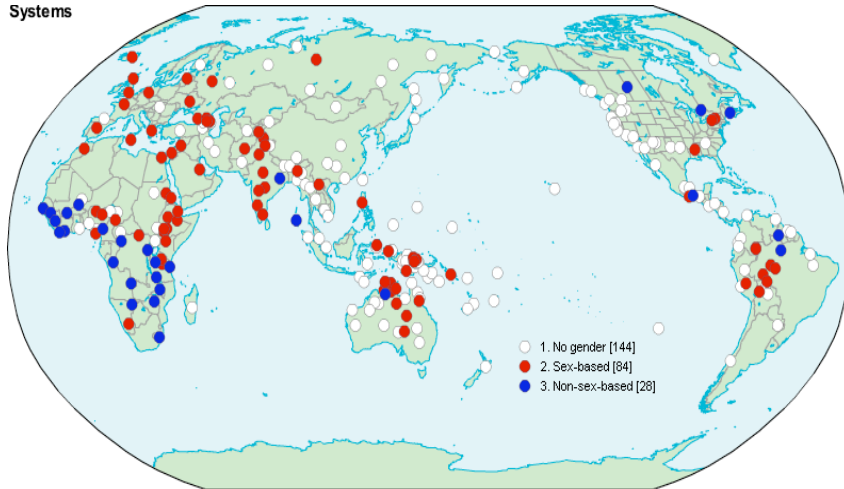 Systems
1. No gender [144]
2. Sex-based [84]
3. Non-sex-based [28]